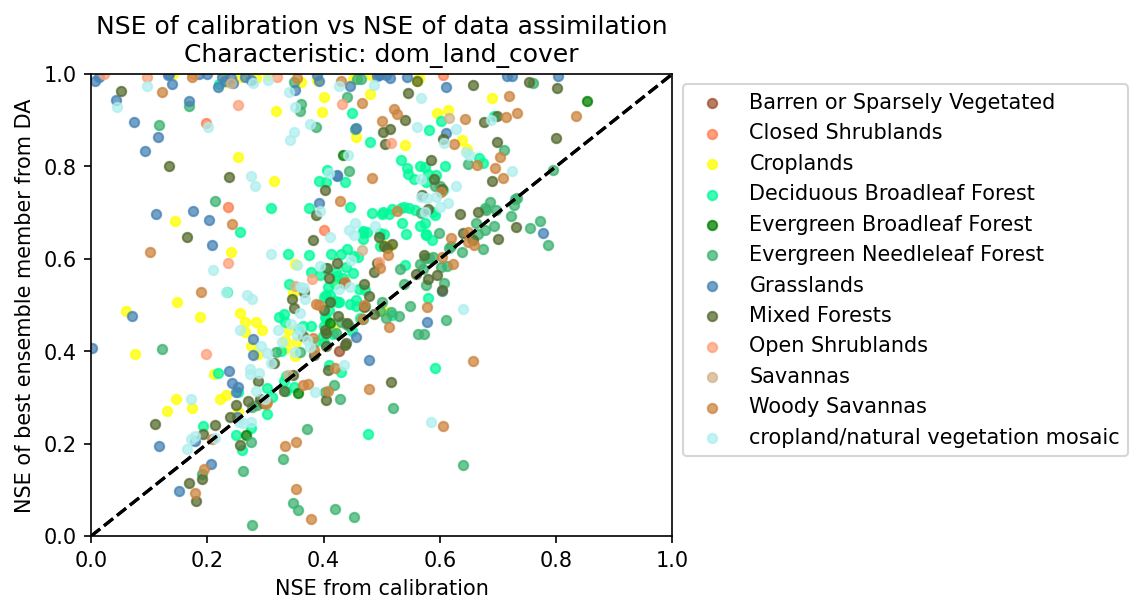 NSE of calibration vs NSE of data assimilation
Characteristic: dom_land_cover
NSE of best ensemble member from DA
1.0
0.8
0.6
0.4
0.2
0.0
0.0 0.2 0.4 0.6 0.8 1.0
NSE from calibration
Barren or Sparsely Vegetated
Closed Shrublands
Croplands
Deciduous Broadleaf Forest
Evergreen Broadleaf Forest
Evergreen Needleleaf Forest
Grasslands
Mixed Forests
Open Shrublands
Savannas
Woody Savannas
cropland/natural vegetation mosaic